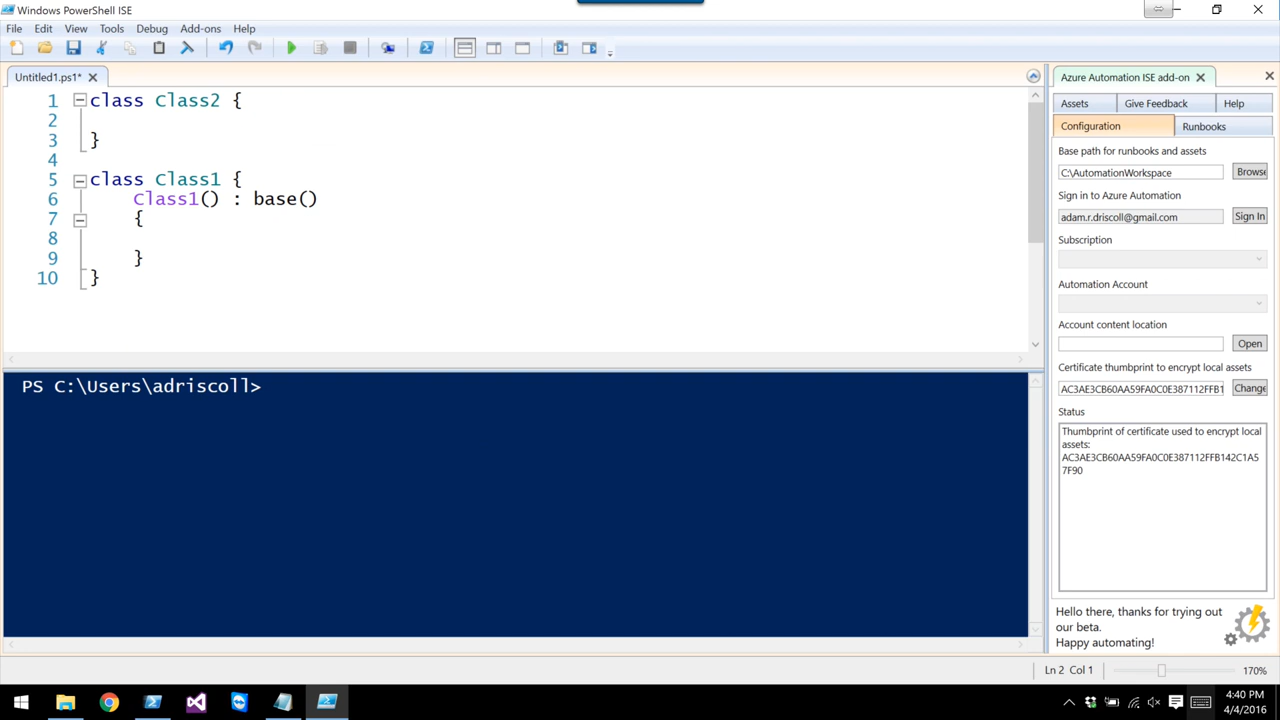 Windows PowerShell ISE
File Edit View Tools Debug Add-ons Help
Untitled1.ps1*
1 class Class2 {
2
3 }
4
5 class Class1 {
6 Class1() : base()
7 {
8
9 }
10 }
PS C:\Users\adriscoll>
Azure Automation ISE add-on
Assets Give Feedback Help
Configuration Runbooks
Base path for runbooks and assets
C:\AutomationWorkspace Browse
Sign in to Azure Automation
adam.r.driscoll@gmail.com Sign In
Subscription
Automation Account
Account content location
Open
Certificate thumbprint to encrypt local assets
AC3AE3CB60AA59FA0C0E387112FFB1 Change
Status
Thumbprint of certificate used to encrypt local
assets:
AC3AE3CB60AA59FA0C0E387112FFB142C1A5
7F90
Hello there, thanks for trying out
our beta.
Happy automating!
Ln 2 Col 1 170%
4:40 PM
4/4/2016